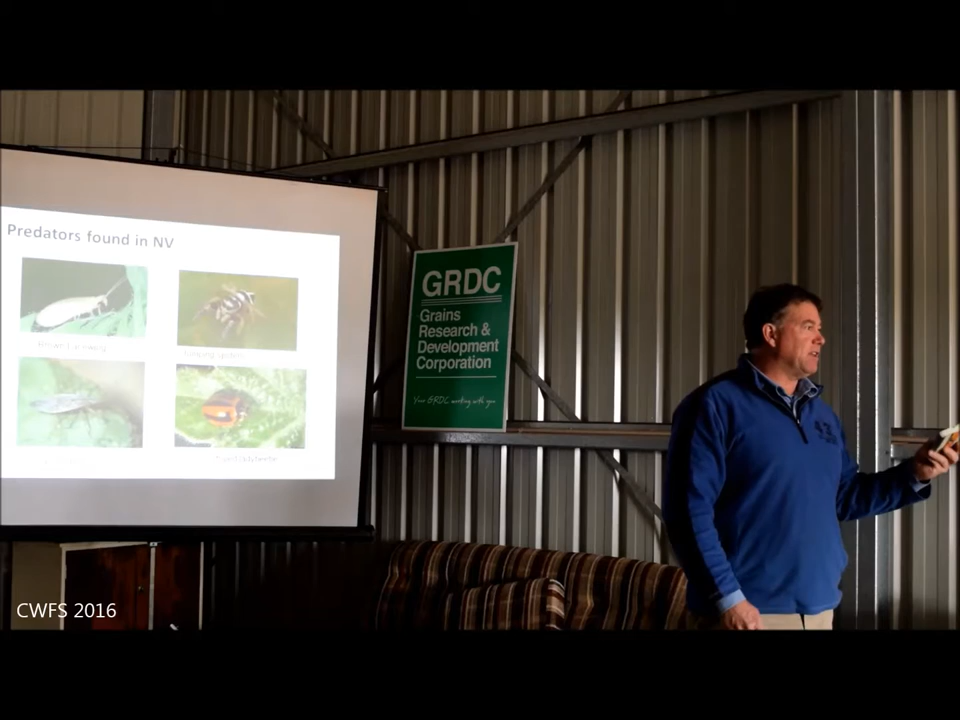 Predators found in NV
GRDC
Grains
Research &
Development
Corporation
Your GRDC working with you
CWFS 2016